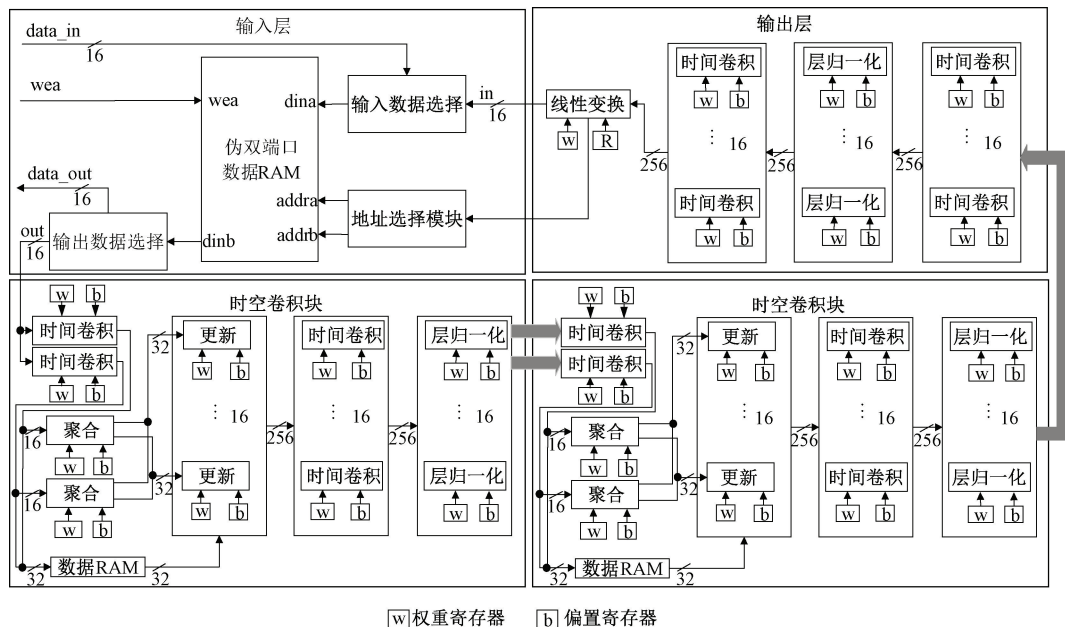 输入层
data_in
16
wea
wea
dina
伪双端口
数据RAM
addra
addrb
dinb
输入数据选择
in
16
地址选择模块
data_out
16
输出数据选择
out
16
输出层
线性变换
w
R
256
时间卷积
w
b
⋮ 16
时间卷积
w
b
256
层归一化
w
b
⋮ 16
层归一化
w
b
256
时间卷积
w
b
⋮ 16
时间卷积
w
b
时空卷积块
w
b
时间卷积
时间卷积
w
b
16
聚合
w
b
16
聚合
w
b
32
数据RAM
32
32
更新
w
b
⋮ 16
32
更新
w
b
256
时间卷积
w
b
⋮ 16
时间卷积
w
b
256
层归一化
w
b
⋮ 16
层归一化
w
b
时空卷积块
w
b
时间卷积
时间卷积
w
b
16
聚合
w
b
16
聚合
w
b
32
数据RAM
32
32
更新
w
b
⋮ 16
32
更新
w
b
256
时间卷积
w
b
⋮ 16
时间卷积
w
b
256
层归一化
w
b
⋮ 16
层归一化
w
b
w 权重寄存器
b 偏置寄存器